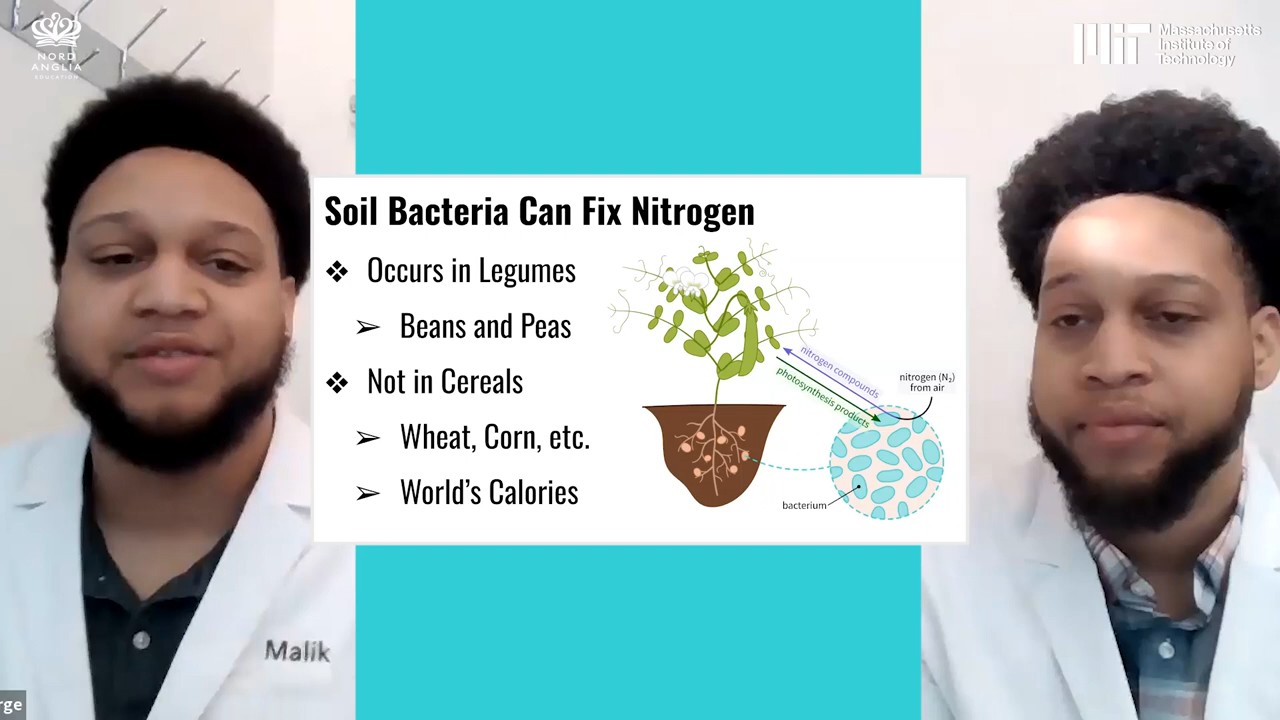 NORD
ANGLIA
EDUCATION
Massachusetts
Institute of
Technology
Soil Bacteria Can Fix Nitrogen
❖ Occurs in Legumes
➢ Beans and Peas
❖ Not in Cereals
➢ Wheat, Corn, etc.
➢ World's Calories
nitrogen compounds
photosynthesis products
nitrogen (N₂)
from air
bacterium
Malik
rge